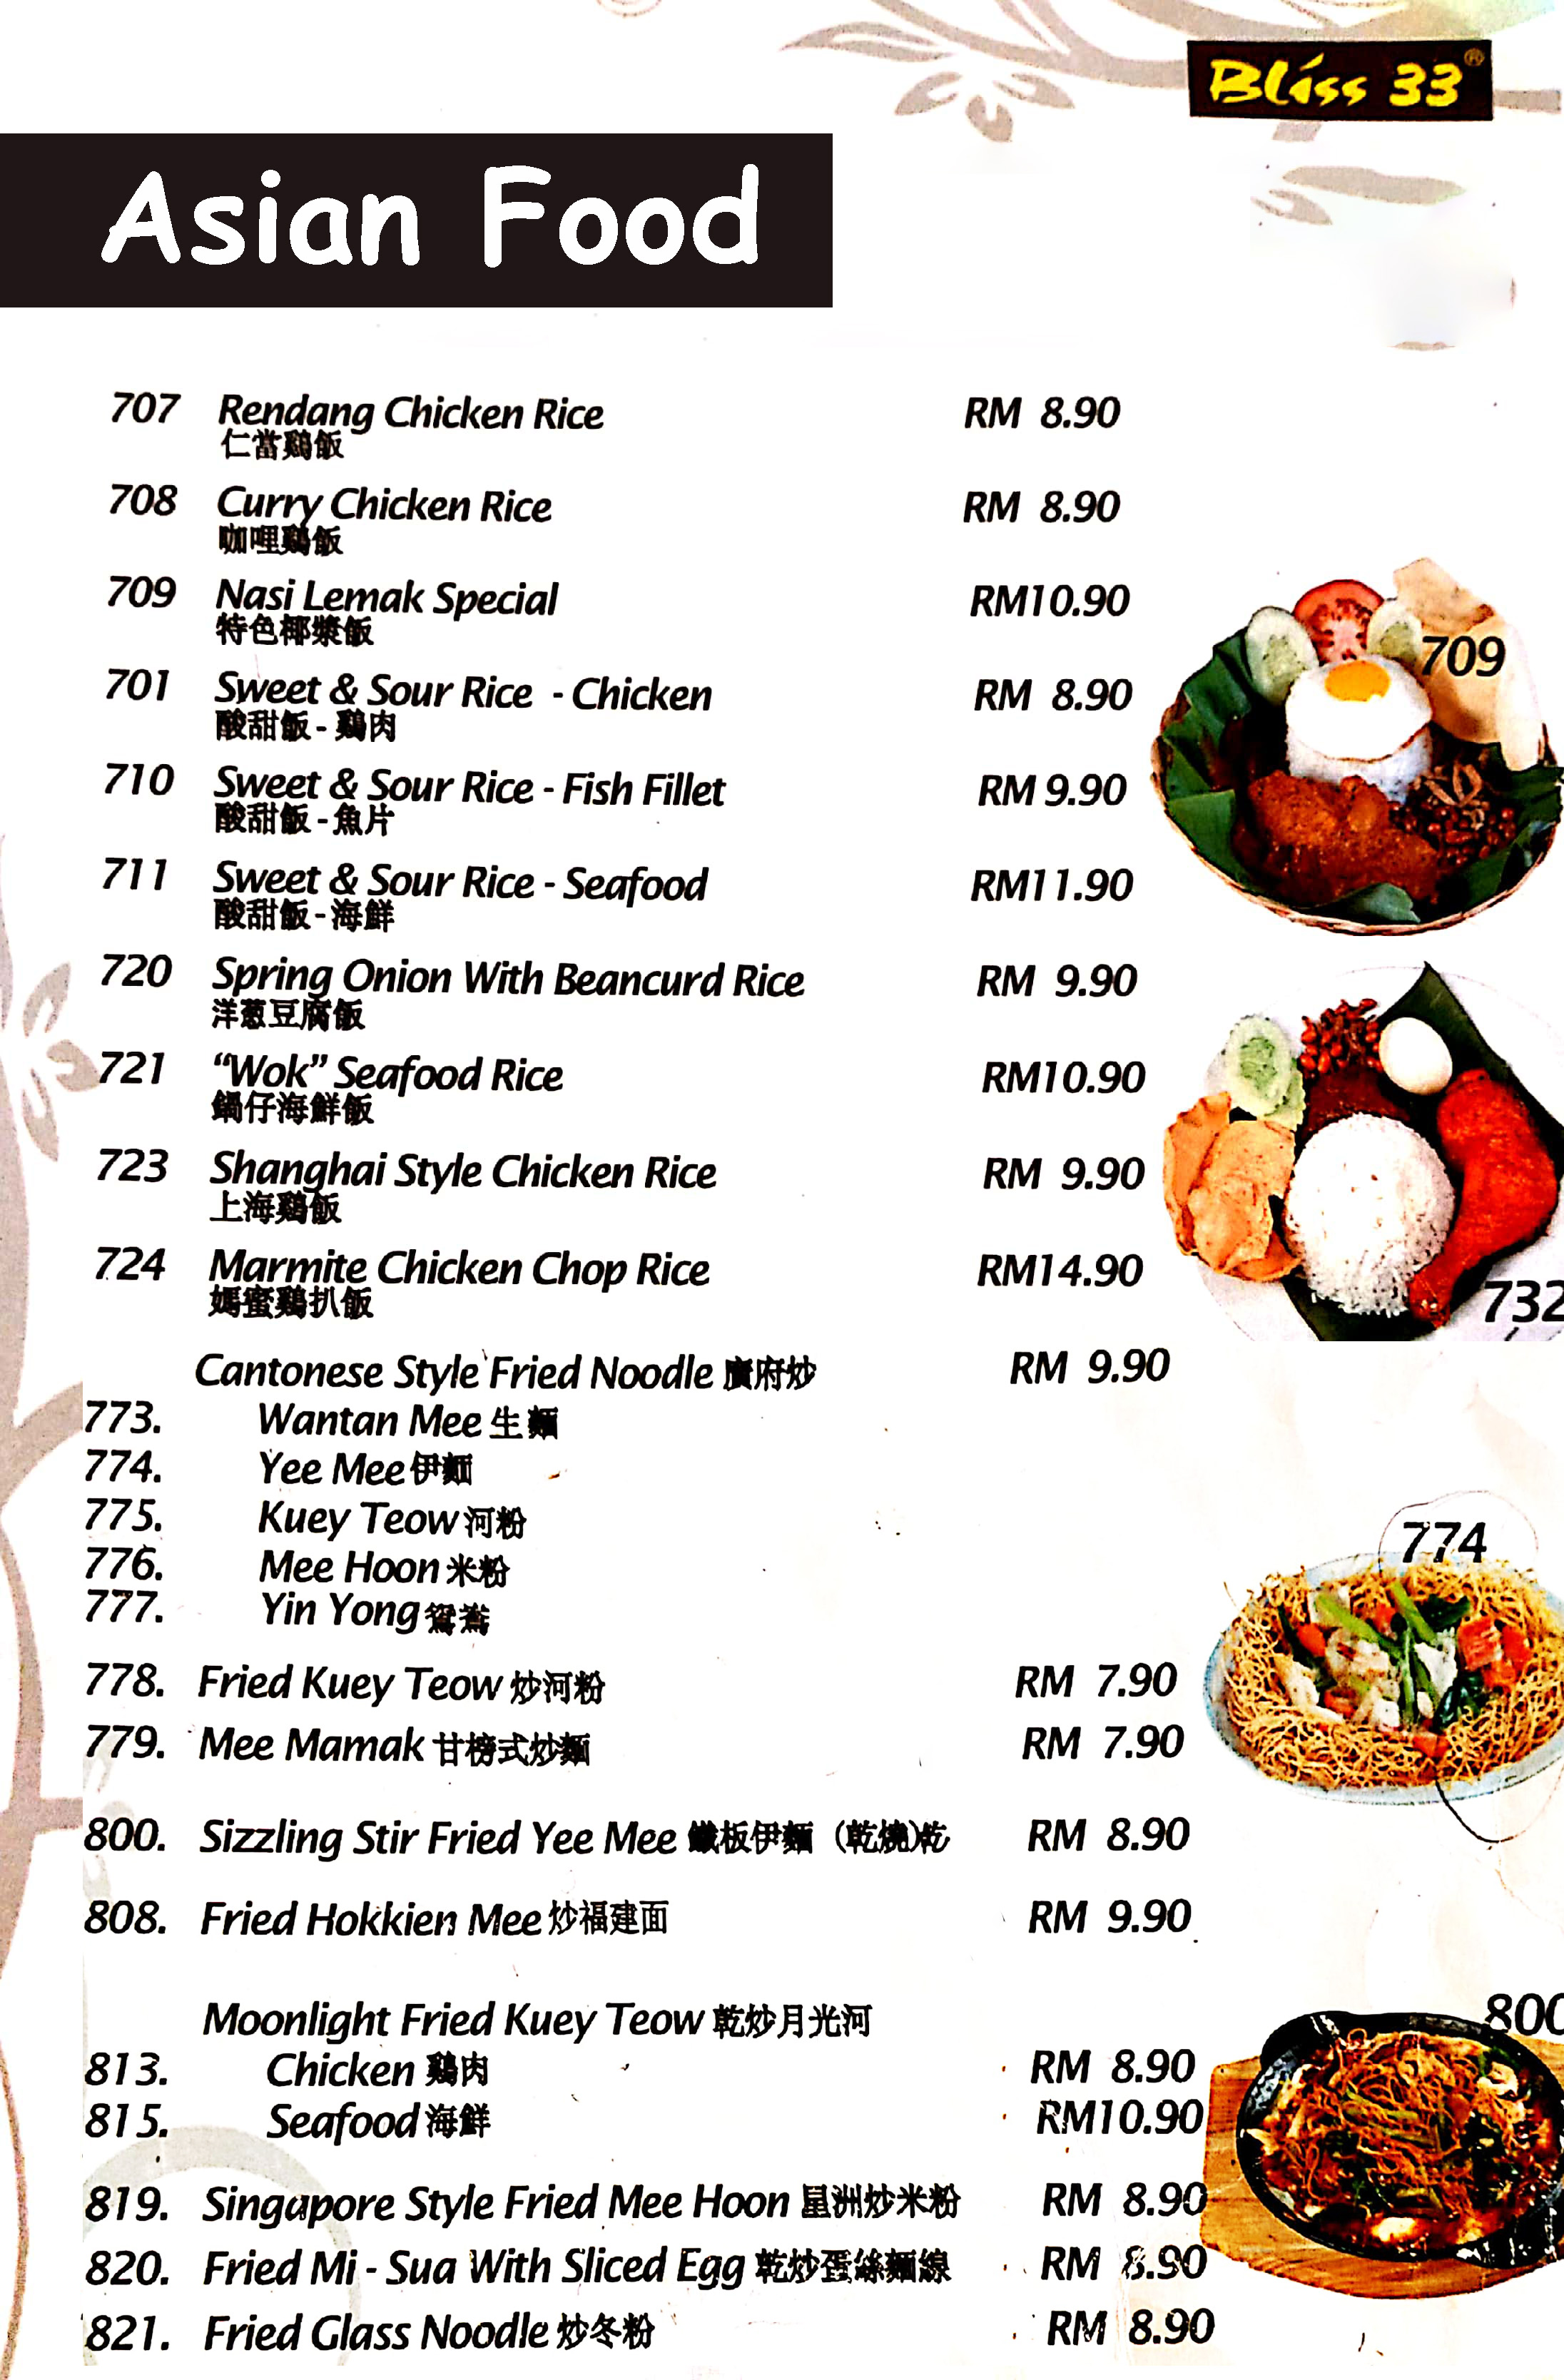 Bliss 33®
Asian Food
707 Rendang Chicken Rice RM 8.90
仁當鷄飯
708 Curry Chicken Rice RM 8.90
咖哩鷄飯
709 Nasi Lemak Special RM10.90
特色椰漿飯
709
701 Sweet & Sour Rice - Chicken RM 8.90
酸甜飯 - 鷄肉
710 Sweet & Sour Rice - Fish Fillet RM 9.90
酸甜飯 - 魚片
711 Sweet & Sour Rice - Seafood RM11.90
酸甜飯 - 海鮮
720 Spring Onion With Beancurd Rice RM 9.90
洋葱豆腐飯
721 “Wok” Seafood Rice RM10.90
鍋仔海鮮飯
723 Shanghai Style Chicken Rice RM 9.90
上海鷄飯
724 Marmite Chicken Chop Rice RM14.90
媽蜜鷄扒飯
732
Cantonese Style Fried Noodle 廣府炒 RM 9.90
773. Wantan Mee 生麵
774. Yee Mee 伊麵
775. Kuey Teow 河粉
776. Mee Hoon 米粉
777. Yin Yong 鴛鴦
774
778. Fried Kuey Teow 炒河粉 RM 7.90
779. Mee Mamak 甘榜式炒麵 RM 7.90
800. Sizzling Stir Fried Yee Mee 鐵板伊麵 (乾燒)乾 RM 8.90
808. Fried Hokkien Mee 炒福建面 RM 9.90
800
Moonlight Fried Kuey Teow 乾炒月光河
813. Chicken 鷄肉 RM 8.90
815. Seafood 海鮮 RM10.90
819. Singapore Style Fried Mee Hoon 星洲炒米粉 RM 8.90
820. Fried Mi - Sua With Sliced Egg 乾炒蛋絲麵線 RM 8.90
821. Fried Glass Noodle 炒冬粉 RM 8.90